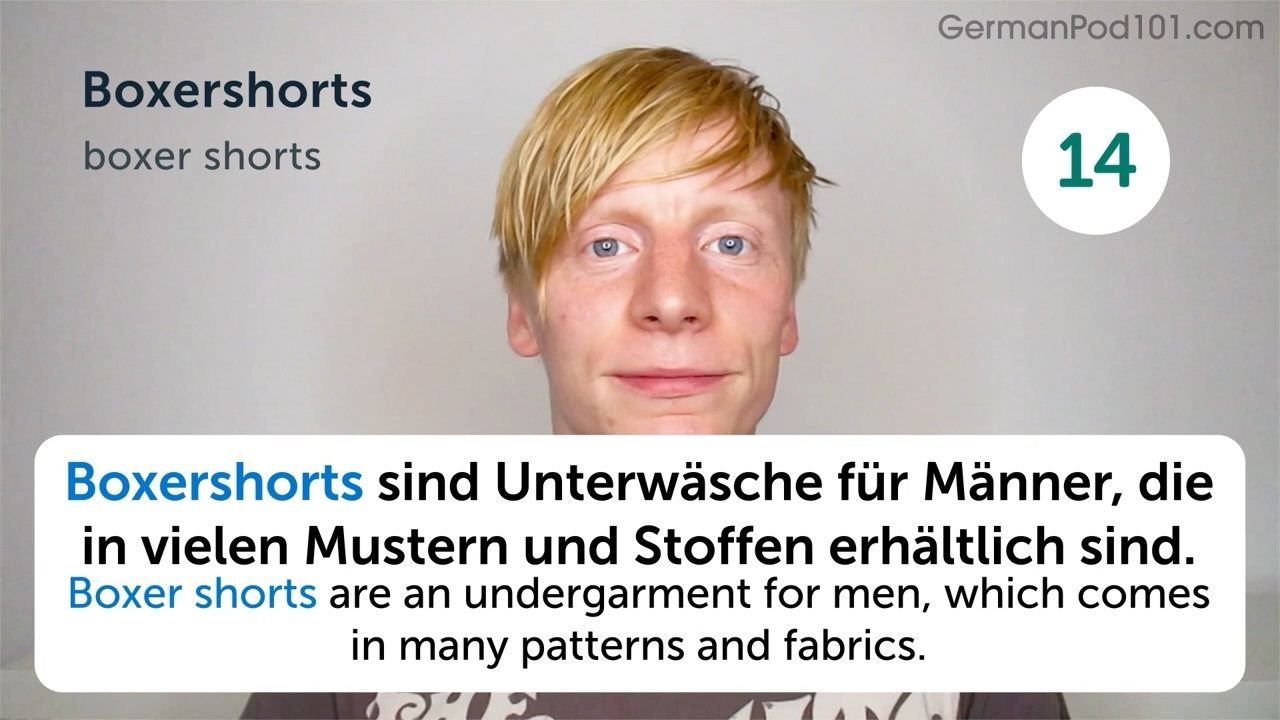 GermanPod101.com
Boxershorts
boxer shorts
14
Boxershorts sind Unterwäsche für Männer, die
in vielen Mustern und Stoffen erhältlich sind.
Boxer shorts are an undergarment for men, which comes
in many patterns and fabrics.